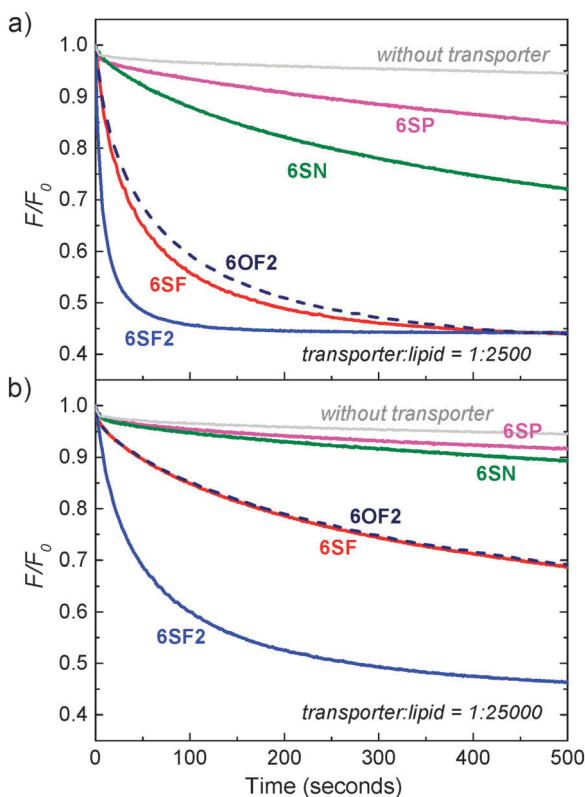 a)
1.0
0.9
0.8
0.7
0.6
0.5
0.4
F/F0
without transporter
6SP
6SN
6OF2
6SF
6SF2
transporter:lipid = 1:2500
b)
1.0
0.9
0.8
0.7
0.6
0.5
0.4
F/F0
without transporter
6SP
6SN
6OF2
6SF
6SF2
transporter:lipid = 1:25000
0 100 200 300 400 500
Time (seconds)